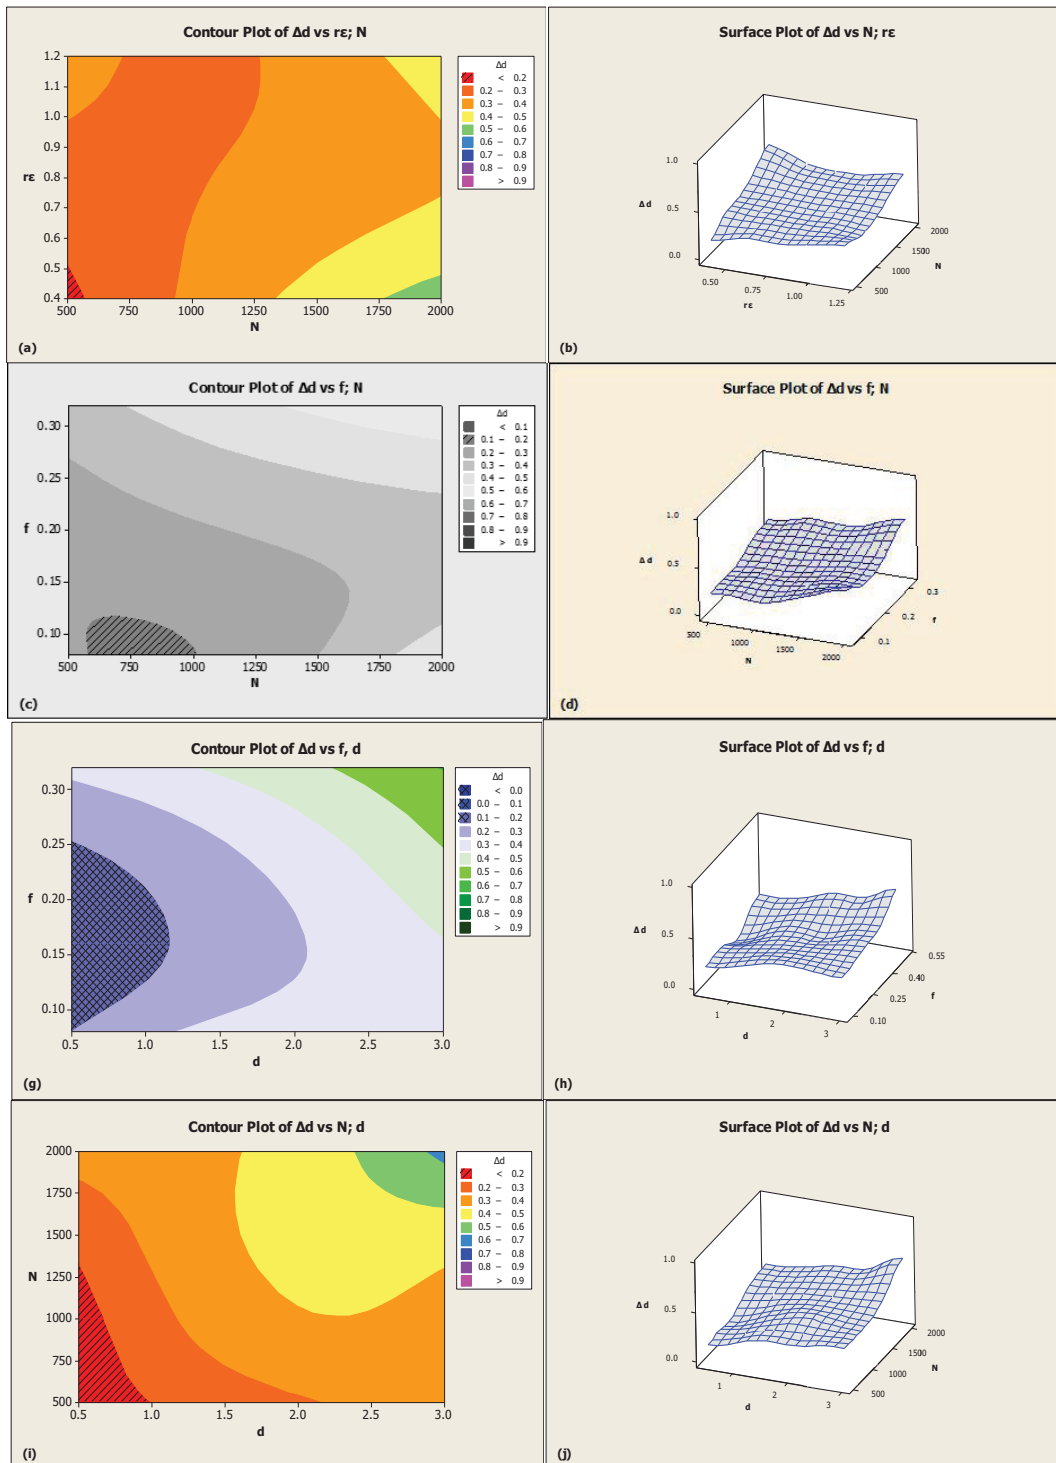 Contour Plot of Δd vs rε; N
Δd
< 0.2
0.2 – 0.3
0.3 – 0.4
0.4 – 0.5
0.5 – 0.6
0.6 – 0.7
0.7 – 0.8
0.8 – 0.9
> 0.9
1.2
1.0
0.9
rε
0.8
0.7
0.6
0.5
0.4
500 750 1000 1250 1500 1750 2000
N
(a)
Surface Plot of Δd vs N; rε
1.0
Δ d
0.5
0.0
0.50 0.75 1.00 1.25
rε
500 1000 1500 2000
N
(b)
Contour Plot of Δd vs f; N
Δd
< 0.1
0.1 – 0.2
0.2 – 0.3
0.3 – 0.4
0.4 – 0.5
0.5 – 0.6
0.6 – 0.7
0.7 – 0.8
0.8 – 0.9
> 0.9
0.30
0.25
f 0.20
0.15
0.10
500 750 1000 1250 1500 1750 2000
N
(c)
Surface Plot of Δd vs f; N
1.0
Δ d 0.5
0.0
500 1000 1500 2000
N
0.1 0.2 0.3
f
(d)
Contour Plot of Δd vs f, d
Δd
< 0.0
0.0 – 0.1
0.1 – 0.2
0.2 – 0.3
0.3 – 0.4
0.4 – 0.5
0.5 – 0.6
0.6 – 0.7
0.7 – 0.8
0.8 – 0.9
> 0.9
0.30
0.25
f 0.20
0.15
0.10
0.5 1.0 1.5 2.0 2.5 3.0
d
(g)
Surface Plot of Δd vs f; d
1.0
Δ d 0.5
0.0
1 2 3
d
0.10 0.25 0.40 0.55
f
(h)
Contour Plot of Δd vs N; d
Δd
< 0.2
0.2 – 0.3
0.3 – 0.4
0.4 – 0.5
0.5 – 0.6
0.6 – 0.7
0.7 – 0.8
0.8 – 0.9
> 0.9
2000
1750
1500
N 1250
1000
750
500
0.5 1.0 1.5 2.0 2.5 3.0
d
(i)
Surface Plot of Δd vs N; d
1.0
Δ d 0.5
0.0
1 2 3
d
500 1000 1500 2000
N
(j)